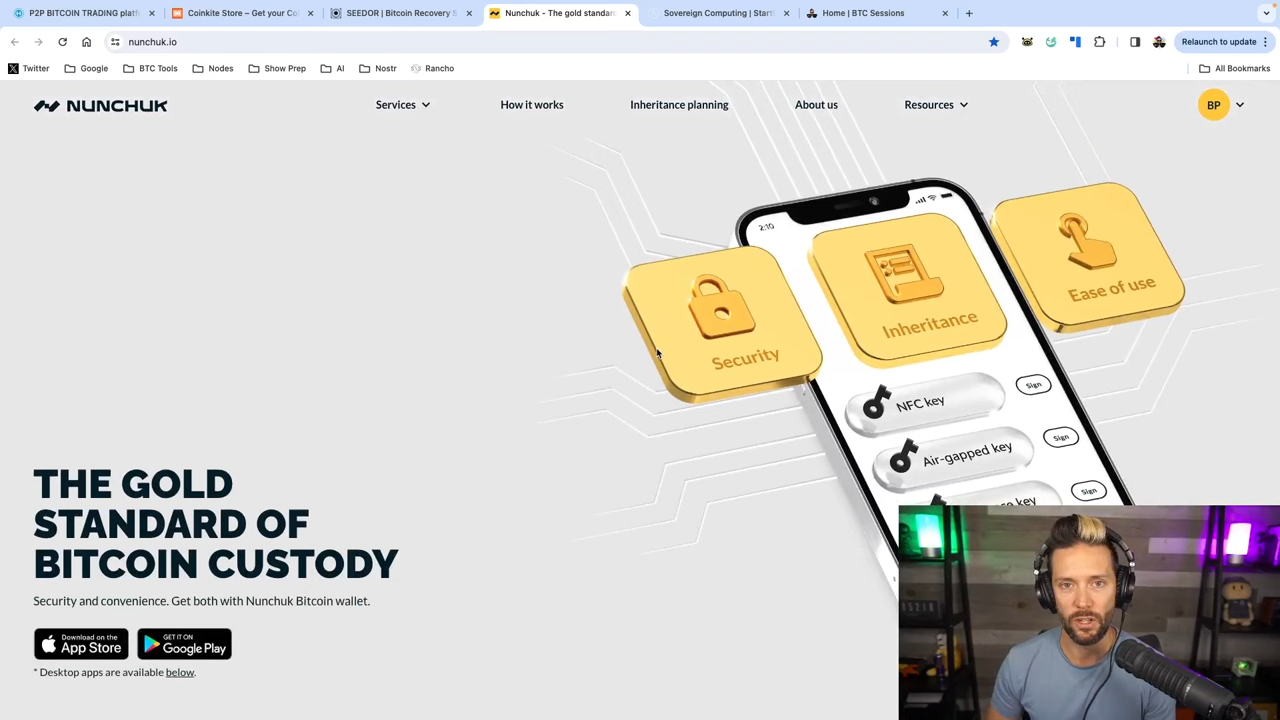 P2P BITCOIN TRADING platf
Coinkite Store – Get your Co
SEEDOR | Bitcoin Recovery S
Nunchuk - The gold standar
Sovereign Computing | Start
Home | BTC Sessions
nunchuk.io
Relaunch to update
Twitter
Google
BTC Tools
Nodes
Show Prep
AI
Nostr
Rancho
All Bookmarks
NUNCHUK
Services
How it works
Inheritance planning
About us
Resources
BP
2:10
Security
Inheritance
Ease of use
NFC key
Sign
Air-gapped key
Sign
key
Sign
THE GOLD
STANDARD OF
BITCOIN CUSTODY
Security and convenience. Get both with Nunchuk Bitcoin wallet.
Download on the
App Store
GET IT ON
Google Play
* Desktop apps are available below.